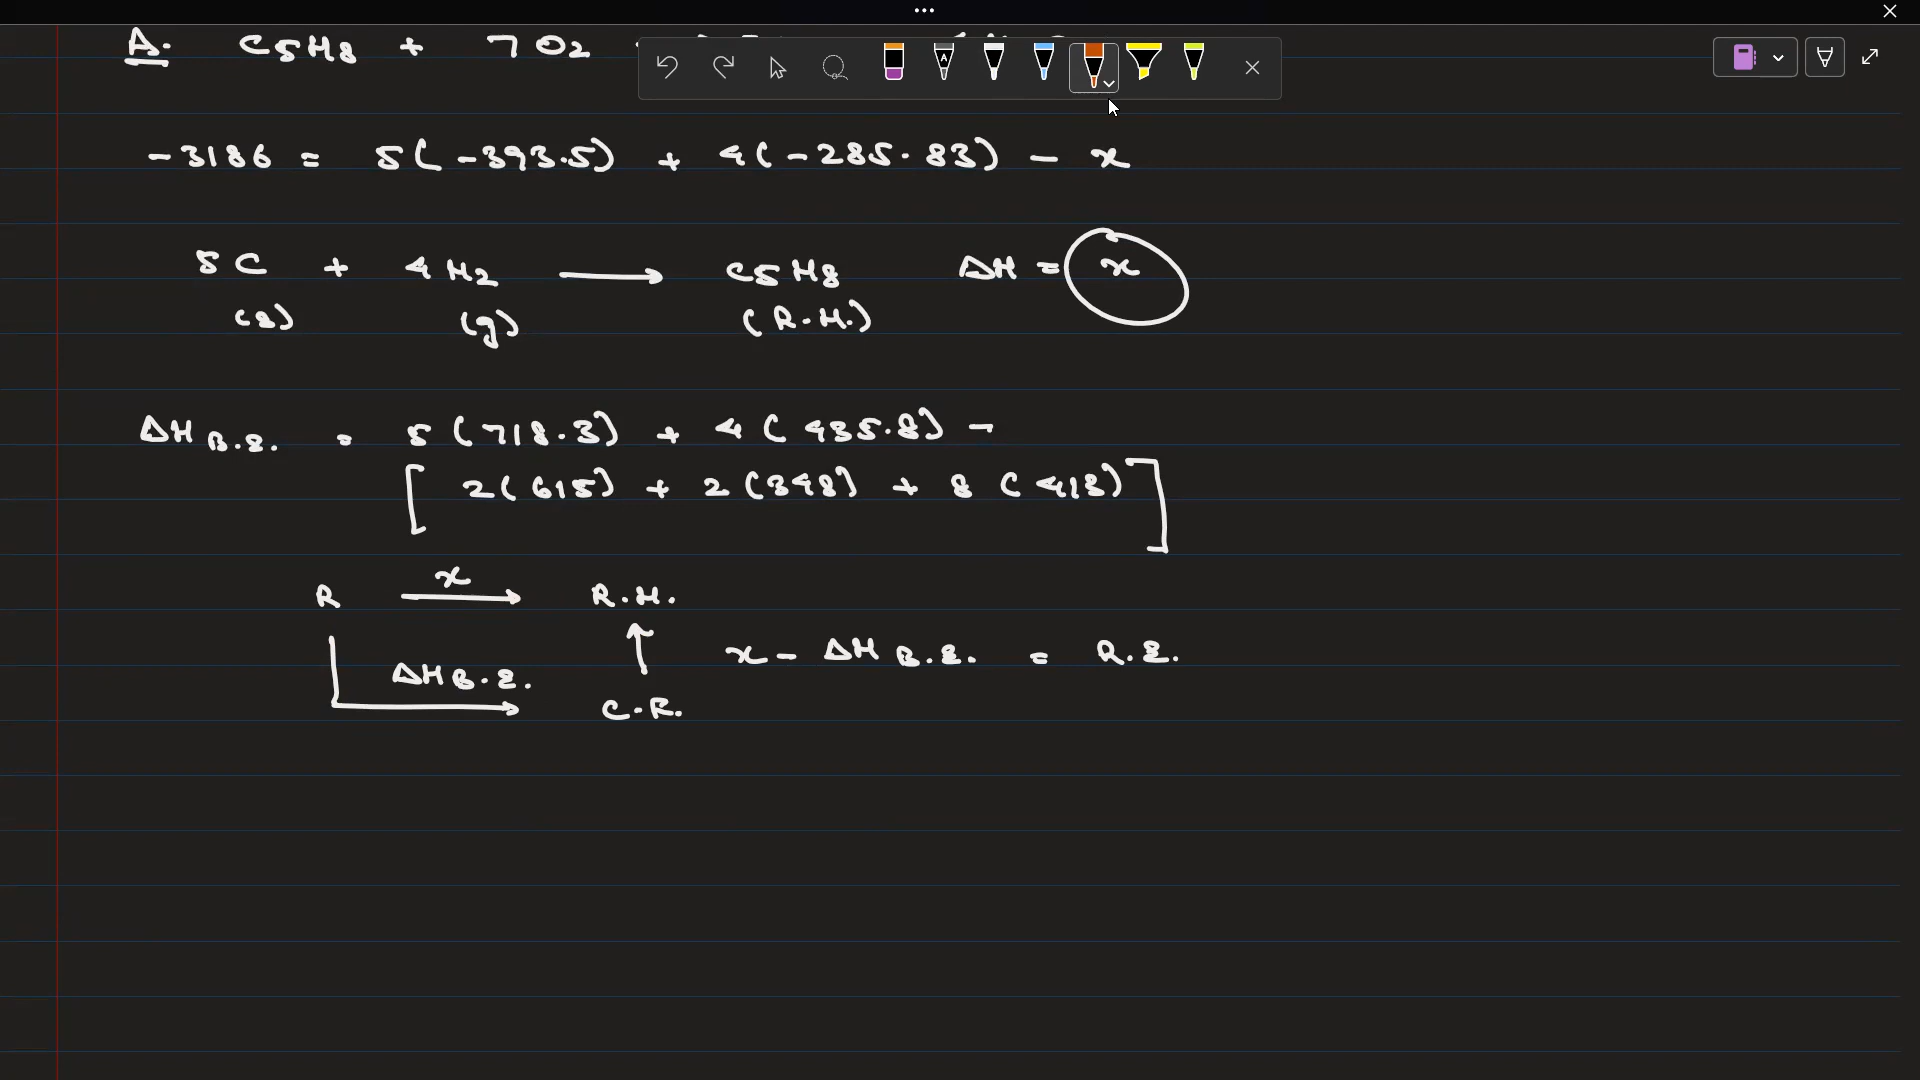 A. C5H8 + 7O2
-3186 = 5(-393.5) + 4(-285.83) - x
5C + 4H2 ⟶ C5H8 ΔH = x
(s) (g) (R.H.)
ΔH B.E. = 5(718.3) + 4(435.8) -
[2(615) + 2(348) + 8(413)]
x
R ⟶ R.H.
ΔH B.E. x - ΔH B.E. = R.E.
C.R.